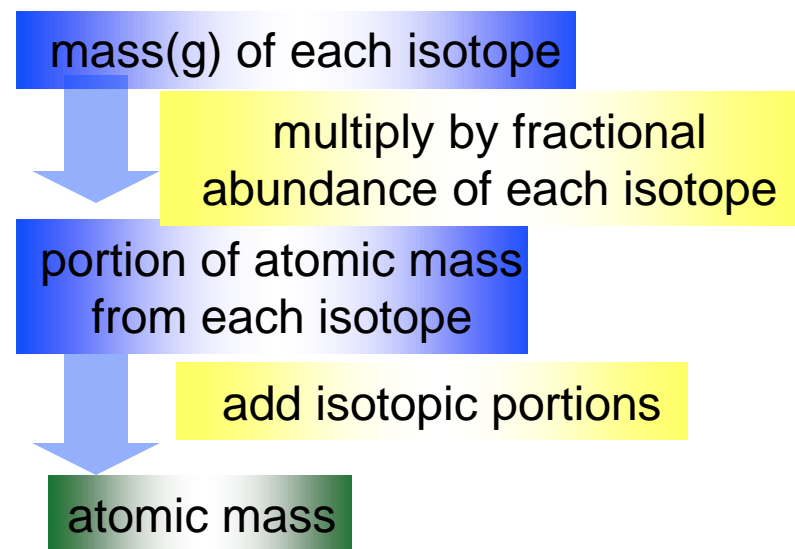 mass(g) of each isotope
multiply by fractional
abundance of each isotope
portion of atomic mass
from each isotope
add isotopic portions
atomic mass